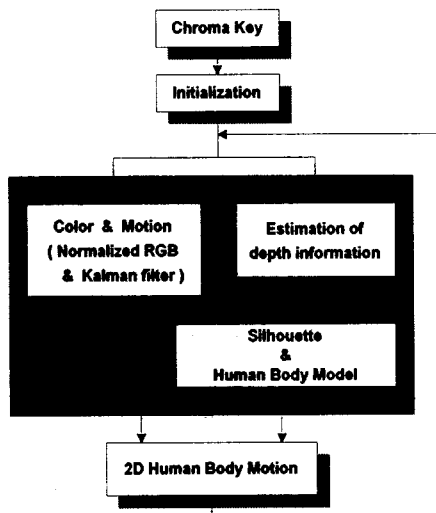 Chroma Key
Initialization
Color & Motion
( Normalized RGB
& Kalman filter )
Estimation of
depth information
Silhouette
&
Human Body Model
2D Human Body Motion